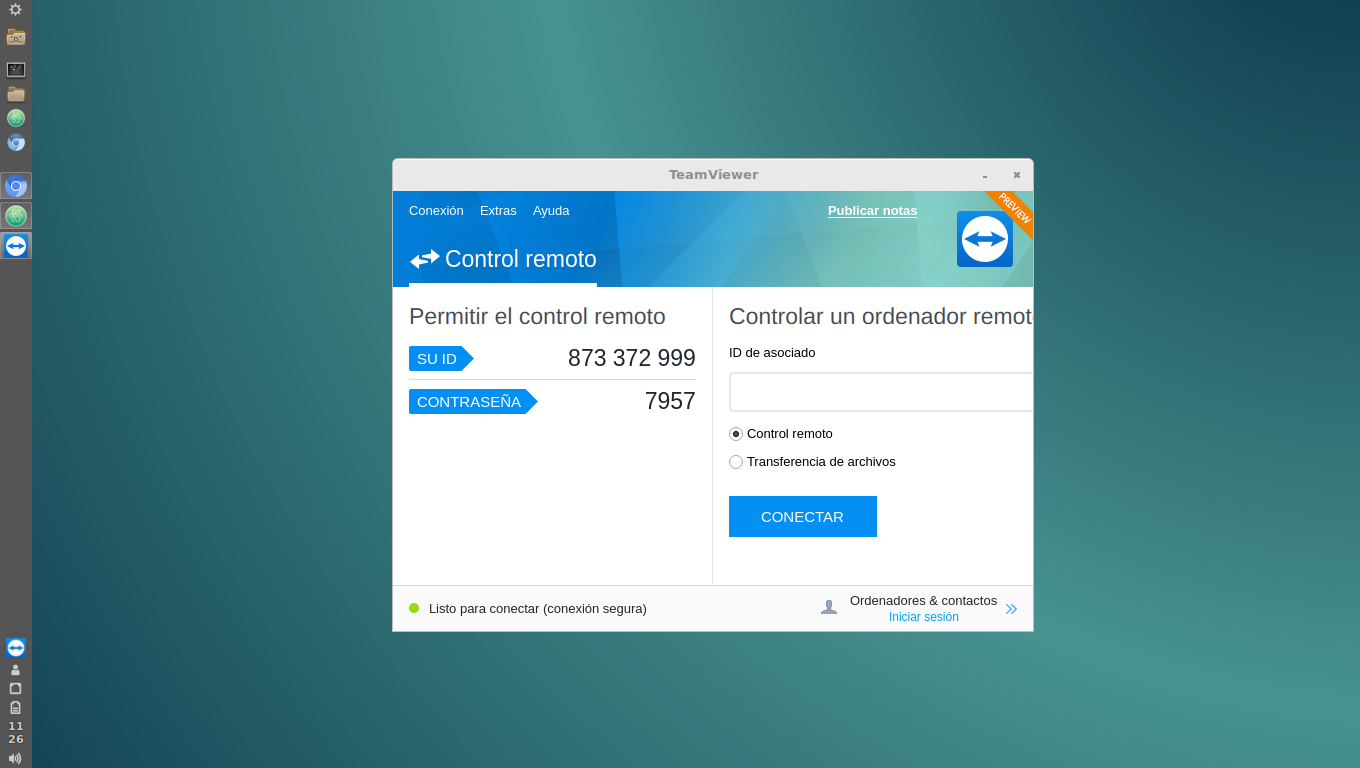 TeamViewer
Conexión Extras Ayuda Publicar notas
PREVIEW
Control remoto
Permitir el control remoto
SU ID 873 372 999
CONTRASEÑA 7957
Controlar un ordenador remot
ID de asociado
Control remoto
Transferencia de archivos
CONECTAR
Listo para conectar (conexión segura)
Ordenadores & contactos
Iniciar sesión
11
26